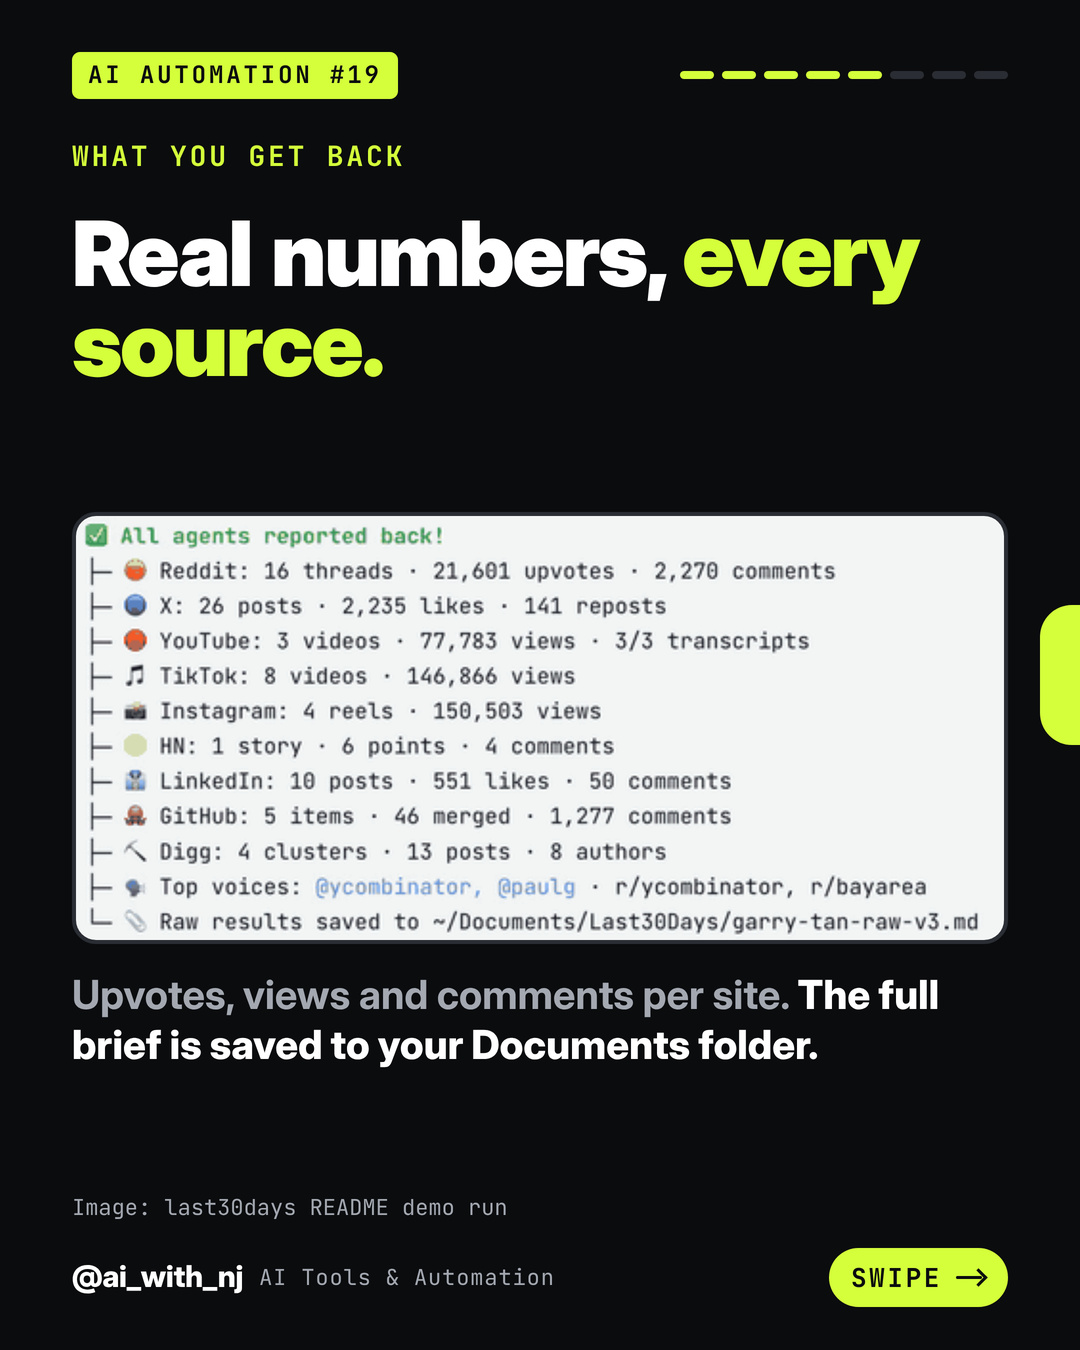 AI AUTOMATION #19
WHAT YOU GET BACK
Real numbers, every
source.
✅ All agents reported back!
├─ Reddit: 16 threads · 21,601 upvotes · 2,270 comments
├─ 🔵 X: 26 posts · 2,235 likes · 141 reposts
├─ 🔴 YouTube: 3 videos · 77,783 views · 3/3 transcripts
├─ 🎵 TikTok: 8 videos · 146,866 views
├─ 📸 Instagram: 4 reels · 150,503 views
├─ HN: 1 story · 6 points · 4 comments
├─ LinkedIn: 10 posts · 551 likes · 50 comments
├─ GitHub: 5 items · 46 merged · 1,277 comments
├─ Digg: 4 clusters · 13 posts · 8 authors
├─ 🗣️ Top voices: @ycombinator, @paulg · r/ycombinator, r/bayarea
└─ 📎 Raw results saved to ~/Documents/Last30Days/garry-tan-raw-v3.md
Upvotes, views and comments per site. The full
brief is saved to your Documents folder.
Image: last30days README demo run
@ai_with_nj AI Tools & Automation
SWIPE →